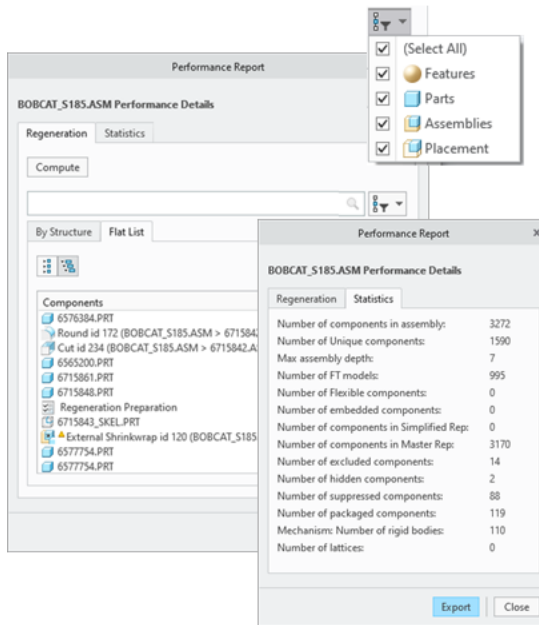 (Select All)
Features
Parts
Assemblies
Placement
Performance Report
BOBCAT_S185.ASM Performance Details
Regeneration Statistics
Compute
By Structure Flat List
Components
6576384.PRT
Round id 172 (BOBCAT_S185.ASM > 671584
Cut id 234 (BOBCAT_S185.ASM > 6715842.A
6565200.PRT
6715861.PRT
6715848.PRT
Regeneration Preparation
6715843_SKEL.PRT
External Shrinkwrap id 120 (BOBCAT_S185
6577754.PRT
6577754.PRT
Performance Report
BOBCAT_S185.ASM Performance Details
Regeneration Statistics
Number of components in assembly: 3272
Number of Unique components: 1590
Max assembly depth: 7
Number of FT models: 995
Number of Flexible components: 0
Number of embedded components: 0
Number of components in Simplified Rep: 0
Number of components in Master Rep: 3170
Number of excluded components: 14
Number of hidden components: 2
Number of suppressed components: 88
Number of packaged components: 119
Mechanism: Number of rigid bodies: 110
Number of lattices: 0
Export Close